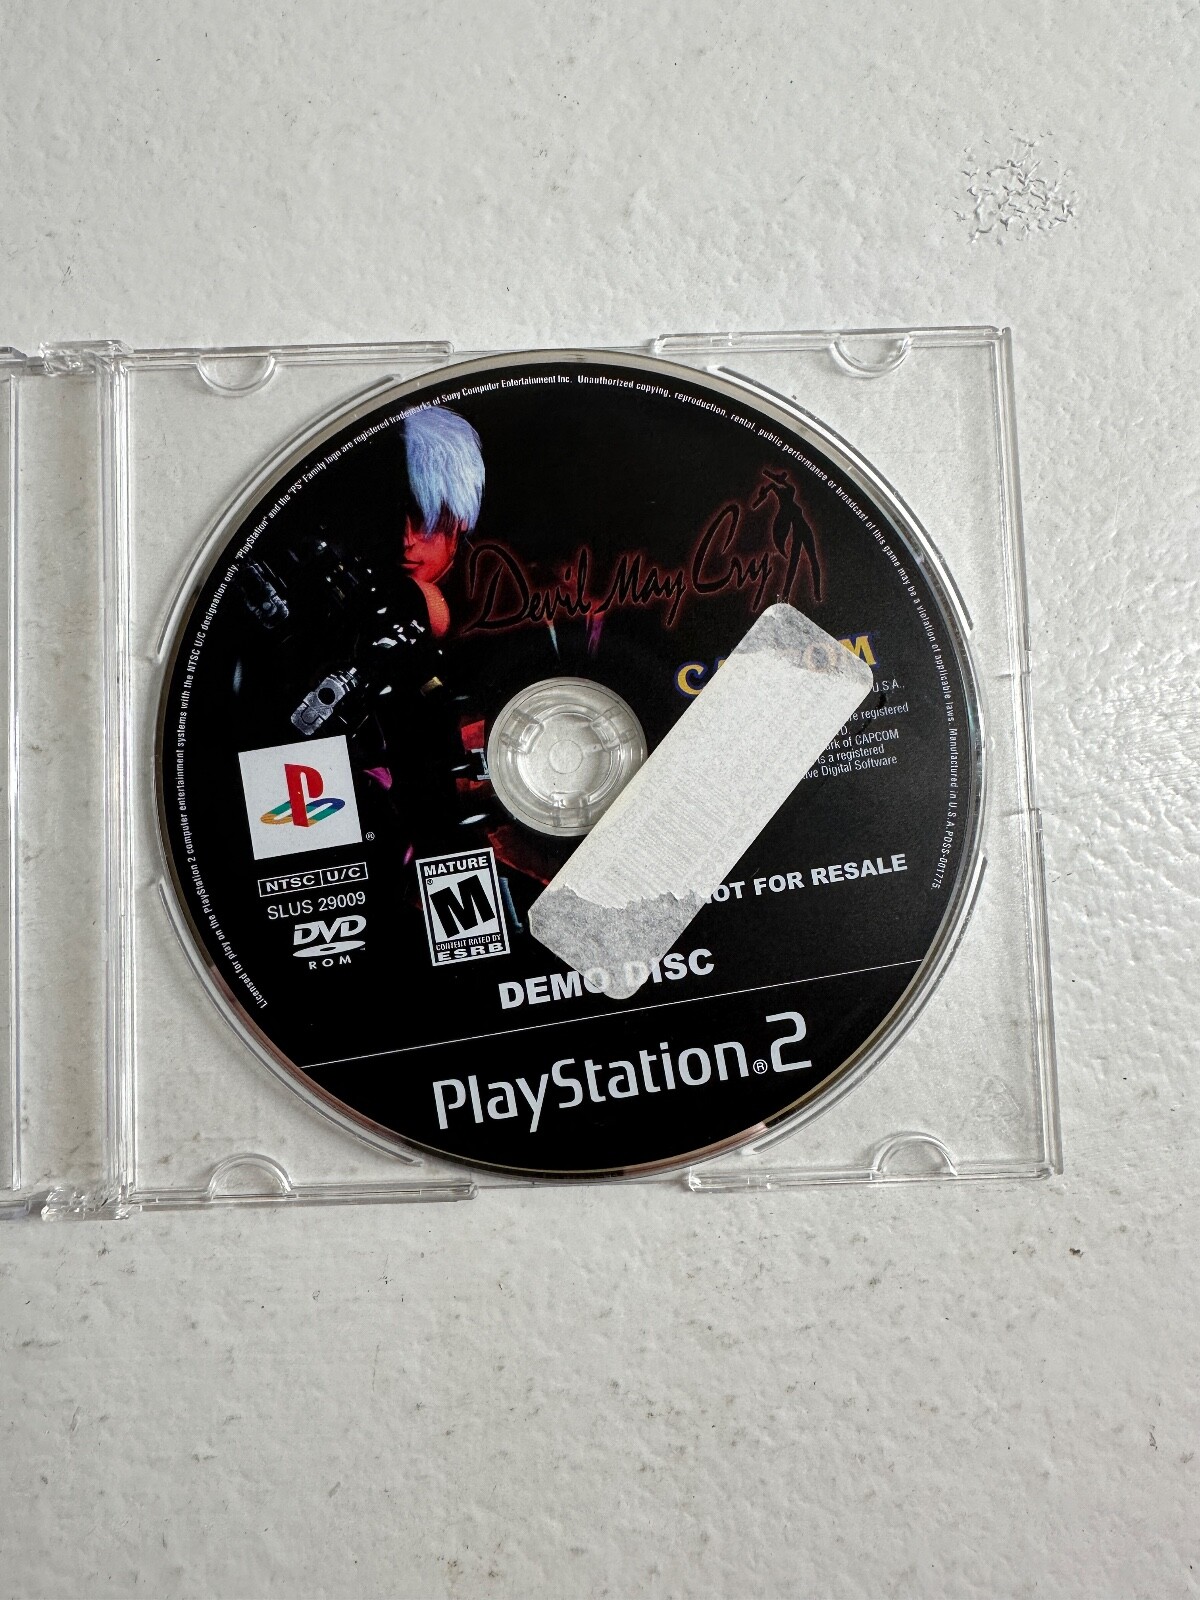 Licensed for play on the PlayStation 2 computer entertainment systems with the NTSC U/C designation only. "PlayStation" and the "PS" Family logo are registered trademarks of Sony Computer Entertainment Inc. Unauthorized copying, reproduction, rental, public performance or broadcast of this game may be a violation of applicable laws. Manufactured in U.S.A. PDSS-001775.
Devil May Cry
U.S.A.
re registered
D.
rk of CAPCOM
is a registered
ive Digital Software
®
NTSC U/C
SLUS 29009
DVD
ROM
MATURE
M
CONTENT RATED BY
ESRB
NOT FOR RESALE
DEMO DISC
PlayStation®2